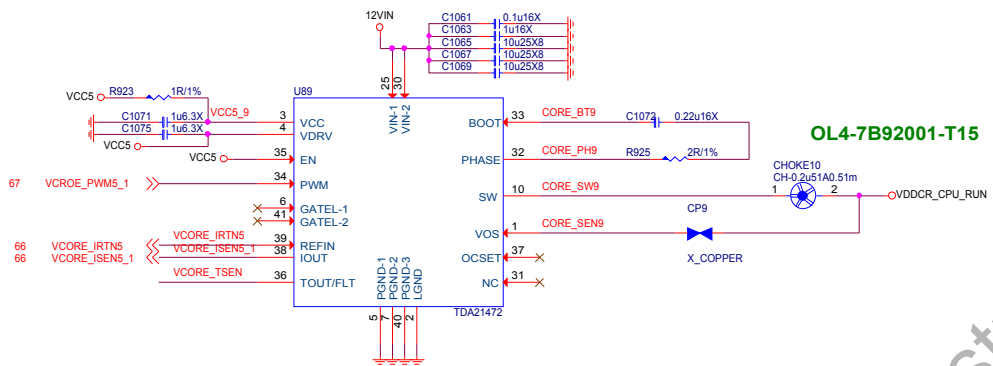 12VIN
C1061 0.1u16X
C1063 1u16X
C1065 10u25X8
C1067 10u25X8
C1069 10u25X8
VCC5 R923 1R/1%
C1071 1u6.3X VCC5_9
C1075 1u6.3X
VCC5
U89
25 30
VIN-1 VIN-2
3 VCC
4 VDRV
VCC5 35 EN
67 VCROE_PWM5_1 34 PWM
6 GATEL-1
41 GATEL-2
66 VCORE_IRTN5 39 REFIN
66 VCORE_ISEN5_1 VCORE_ISEN5_1 38 IOUT
VCORE_TSEN 36 TOUT/FLT
BOOT 33 CORE_BT9 C1072 0.22u16X
PHASE 32 CORE_PH9 R925 2R/1%
OL4-7B92001-T15
CHOKE10
CH-0.2u51A0.51m
SW 10 CORE_SW9 1 2 VDDCR_CPU_RUN
CP9
VOS 1 CORE_SEN9
X_COPPER
OCSET 37
NC 31
PGND-1 PGND-2 PGND-3 LGND
TDA21472
5 7 40 2